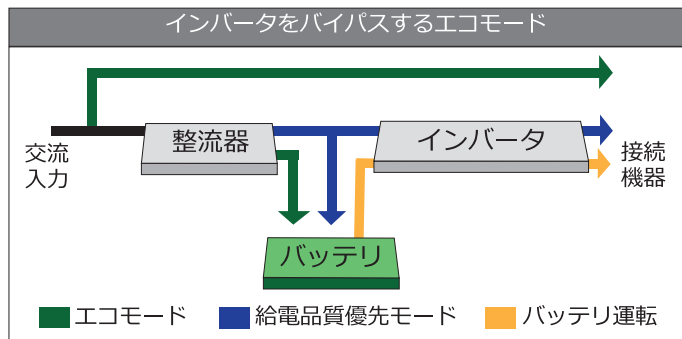 インバータをバイパスするエコモード
整流器
インバータ
交流
入力
接続
機器
バッテリ
エコモード
給電品質優先モード
バッテリ運転